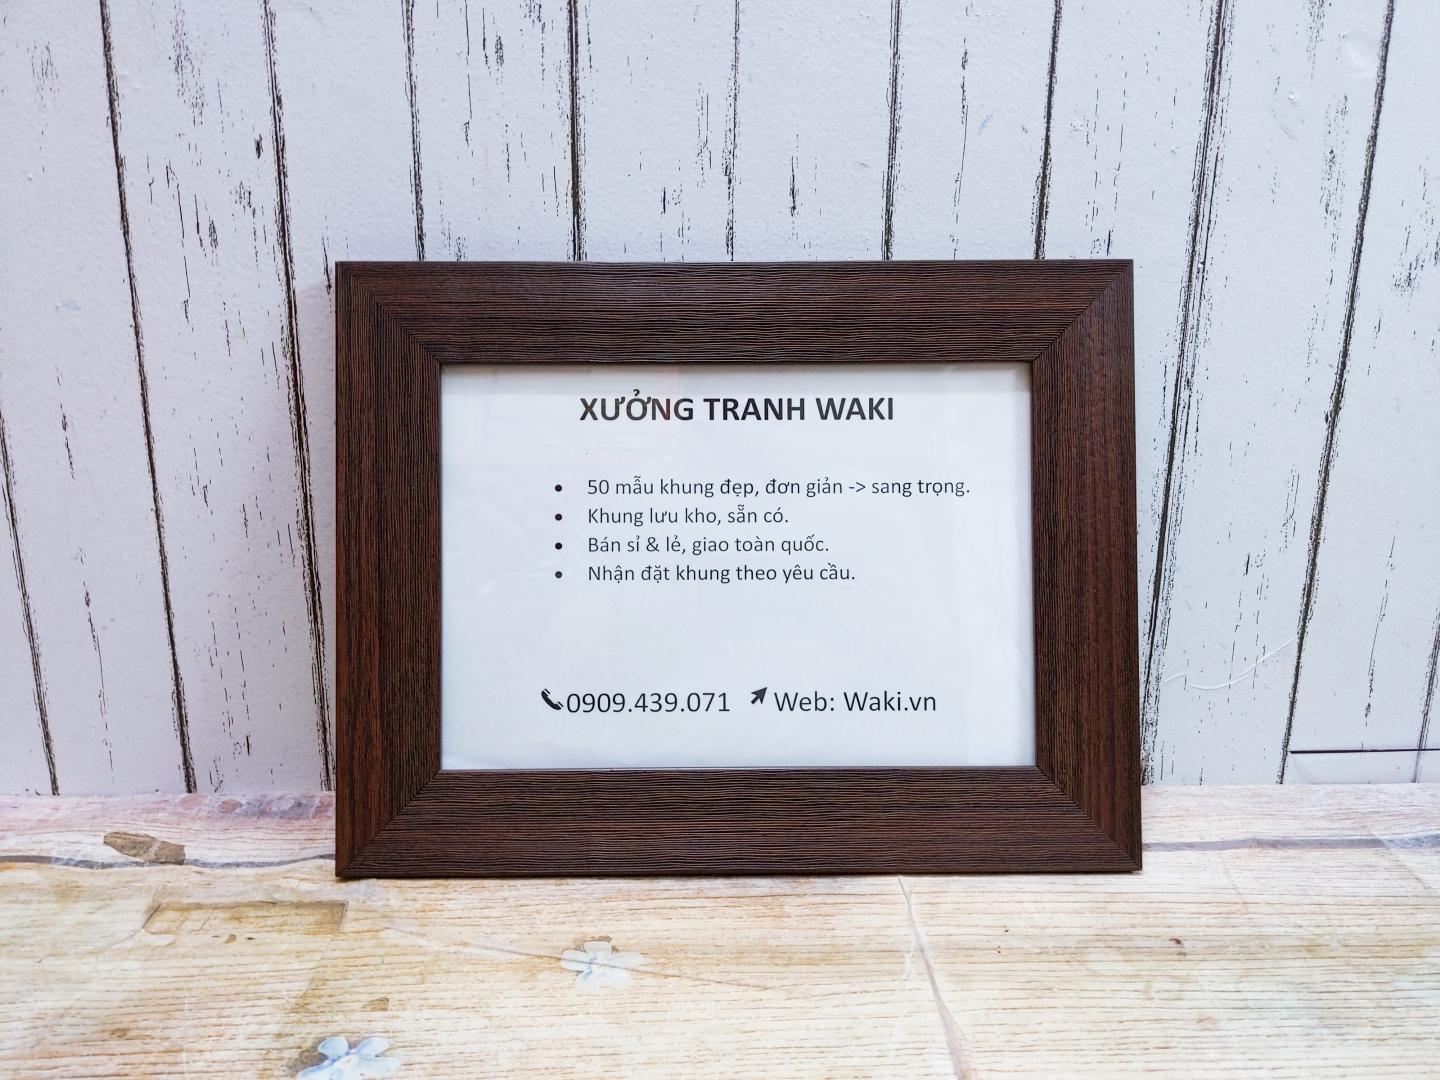 XƯỞNG TRANH WAKI
• 50 mẫu khung đẹp, đơn giản -> sang trọng.
• Khung lưu kho, sẵn có.
• Bán sỉ & lẻ, giao toàn quốc.
• Nhận đặt khung theo yêu cầu.
0909.439.071 Web: Waki.vn